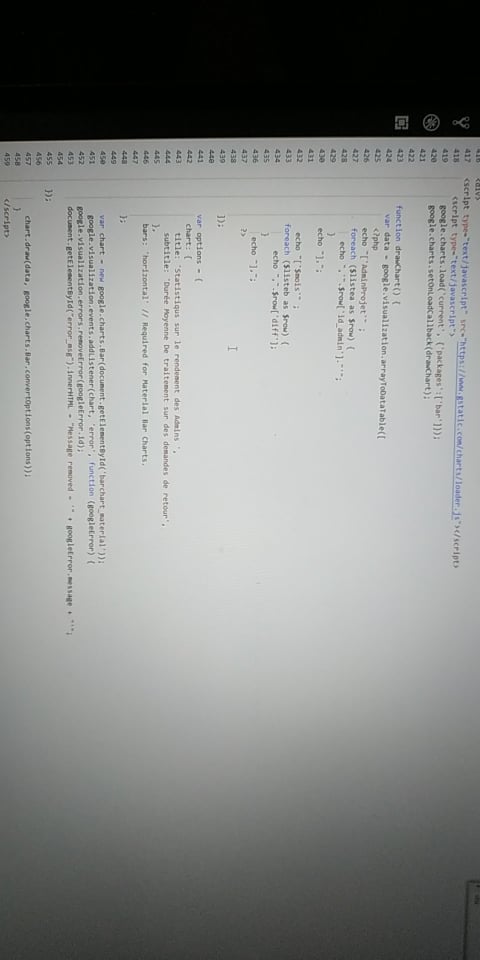 416 <div>
417 <script type="text/javascript" src="https://www.gstatic.com/charts/loader.js"></script>
418 <script type="text/javascript">
419 google.charts.load('current', {'packages':['bar']});
420 google.charts.setOnLoadCallback(drawChart);
421
422
423 function drawChart() {
424 var data = google.visualization.arrayToDataTable([
425 <?php
426 echo "['AdminProjet'" ;
427 foreach ($listea as $row) {
428 echo ",'".$row['id_admin']."'";
429 }
430 echo "],";
431
432 echo "['$mois'" ;
433 foreach ($listeb as $row) {
434 echo ",".$row['diff'];
435 }
436 echo "],";
437 ?>
438
439 ]);
440
441 var options = {
442 chart: {
443 title: 'Statistiqus sur le rendement des Admins ',
444 subtitle: 'Durée Moyenne De traitement sur des demandes de retour',
445 },
446 bars: 'horizontal' // Required for Material Bar Charts.
447
448 };
449
450 var chart = new google.charts.Bar(document.getElementById('barchart_material'));
451 google.visualization.events.addListener(chart, 'error', function (googleError) {
452 google.visualization.errors.removeError(googleError.id);
453 document.getElementById("error_msg").innerHTML = "Message removed = '" + googleError.message + "'";
454
455 });
456
457 chart.draw(data, google.charts.Bar.convertOptions(options));
458 }
459 </script>